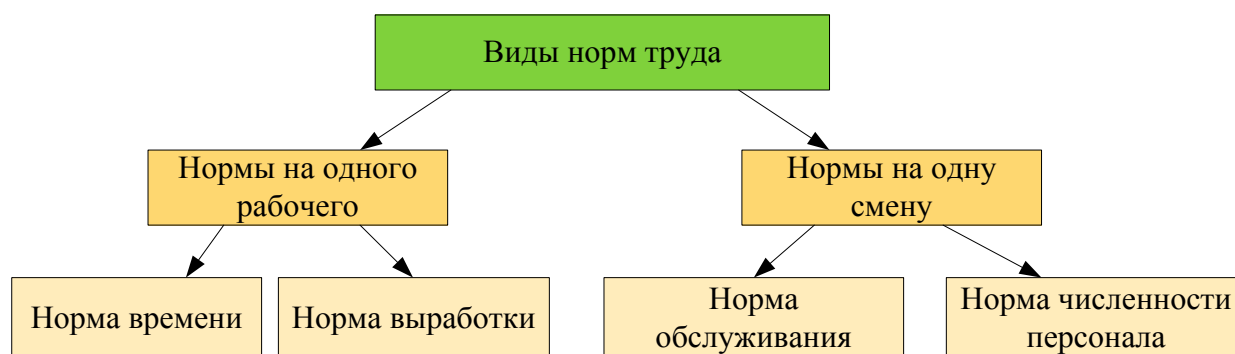 Виды норм труда
Нормы на одного
рабочего
Нормы на одну
смену
Норма времени
Норма выработки
Норма
обслуживания
Норма численности
персонала